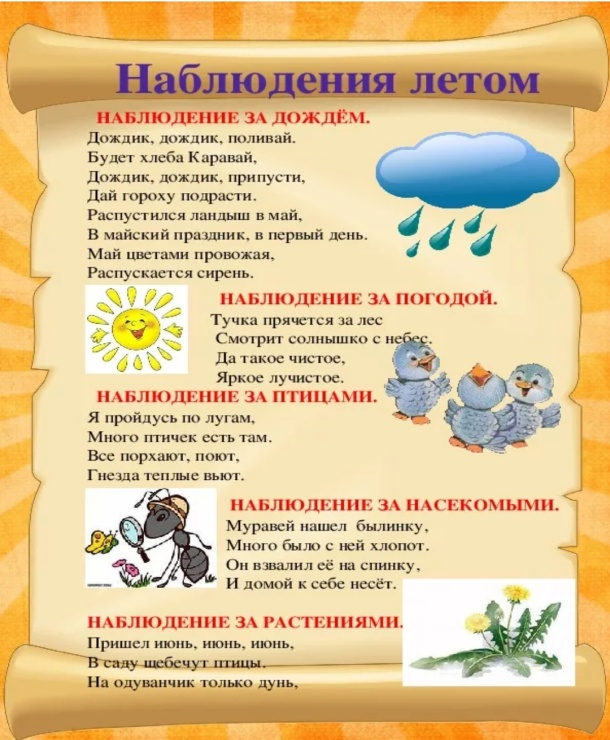 Наблюдения летом
НАБЛЮДЕНИЕ ЗА ДОЖДЁМ.
Дождик, дождик, поливай.
Будет хлеба Каравай,
Дождик, дождик, припусти,
Дай гороху подрасти.
Распустился ландыш в май,
В майский праздник, в первый день.
Май цветами провожая,
Распускается сирень.
НАБЛЮДЕНИЕ ЗА ПОГОДОЙ.
Тучка прячется за лес
Смотрит солнышко с небес.
Да такое чистое,
Яркое лучистое.
НАБЛЮДЕНИЕ ЗА ПТИЦАМИ.
Я пройдусь по лугам,
Много птичек есть там.
Все порхают, поют,
Гнезда теплые вьют.
НАБЛЮДЕНИЕ ЗА НАСЕКОМЫМИ.
Муравей нашел былинку,
Много было с ней хлопот.
Он взвалил её на спинку,
И домой к себе несёт.
НАБЛЮДЕНИЕ ЗА РАСТЕНИЯМИ.
Пришел июнь, июнь, июнь,
В саду щебечут птицы.
На одуванчик только дунь,